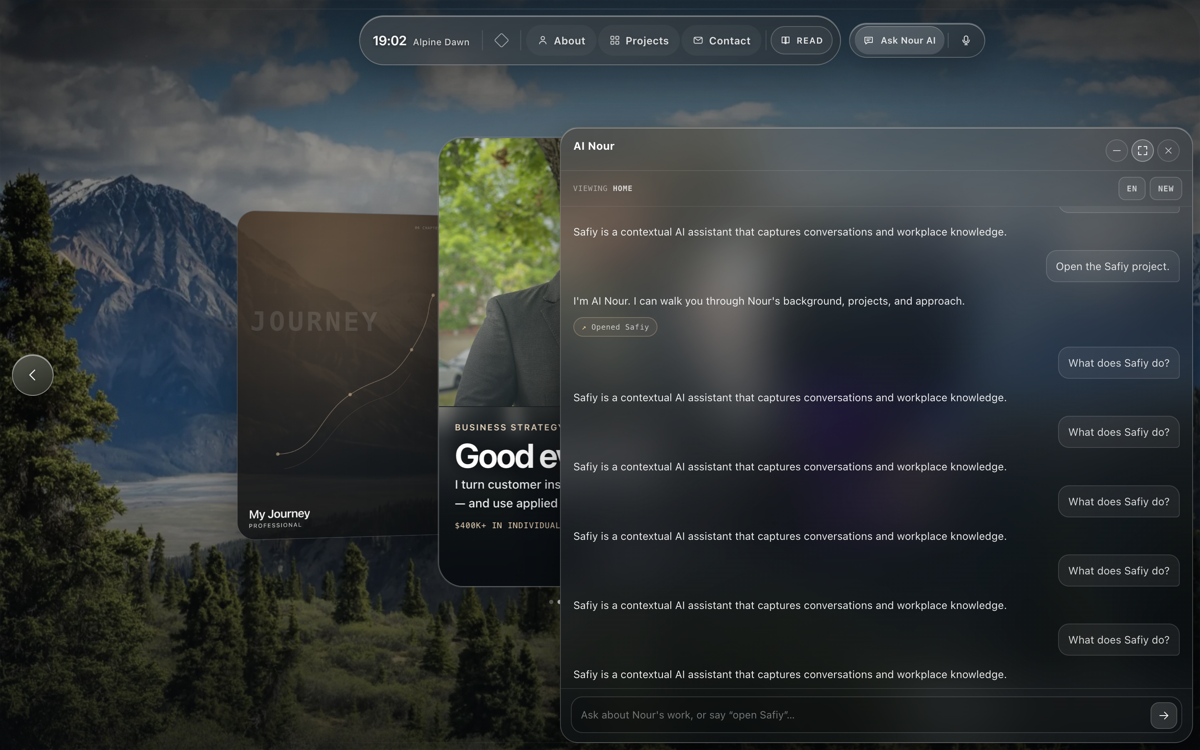 19:02 Alpine Dawn
About
Projects
Contact
READ
Ask Nour AI
JOURNEY
My Journey
PROFESSIONAL
BUSINESS STRATEGY
Good ev
I turn customer ins
— and use applied
$400K+ IN INDIVIDUAL
AI Nour
VIEWING HOME
EN
NEW
Safiy is a contextual AI assistant that captures conversations and workplace knowledge.
Open the Safiy project.
I'm AI Nour. I can walk you through Nour's background, projects, and approach.
↗ Opened Safiy
What does Safiy do?
Safiy is a contextual AI assistant that captures conversations and workplace knowledge.
What does Safiy do?
Safiy is a contextual AI assistant that captures conversations and workplace knowledge.
What does Safiy do?
Safiy is a contextual AI assistant that captures conversations and workplace knowledge.
What does Safiy do?
Safiy is a contextual AI assistant that captures conversations and workplace knowledge.
What does Safiy do?
Safiy is a contextual AI assistant that captures conversations and workplace knowledge.
Ask about Nour's work, or say “open Safiy”…